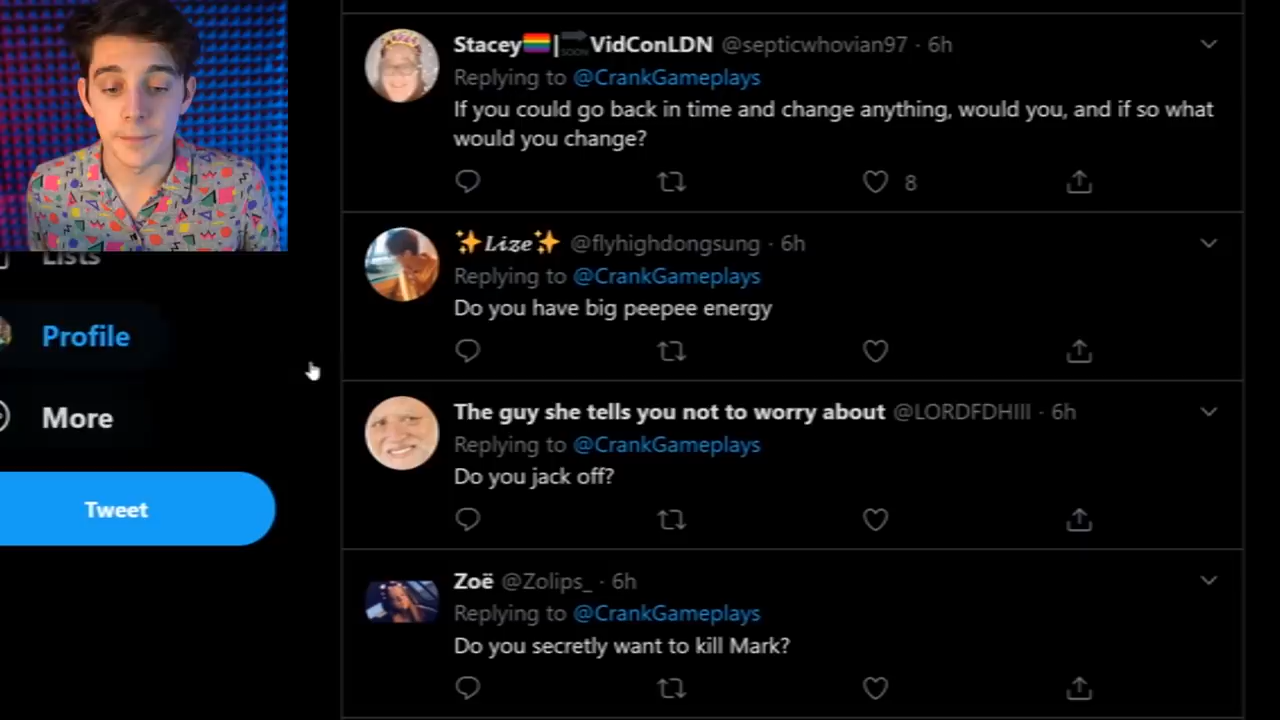 Stacey🏳️‍🌈|🔜VidConLDN @septicwhovian97 · 6h
Replying to @CrankGameplays
If you could go back in time and change anything, would you, and if so what
would you change?
8
✨Lize✨ @flyhighdongsung · 6h
Replying to @CrankGameplays
Do you have big peepee energy
The guy she tells you not to worry about @LORDFDHIII · 6h
Replying to @CrankGameplays
Do you jack off?
Zoë @Zolips_ · 6h
Replying to @CrankGameplays
Do you secretly want to kill Mark?
Lists
Profile
More
Tweet